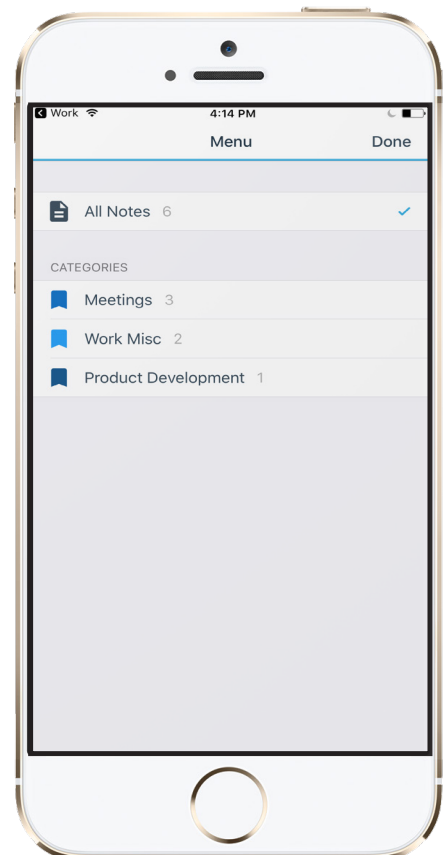 Work 4:14 PM
Menu Done
All Notes 6
CATEGORIES
Meetings 3
Work Misc 2
Product Development 1